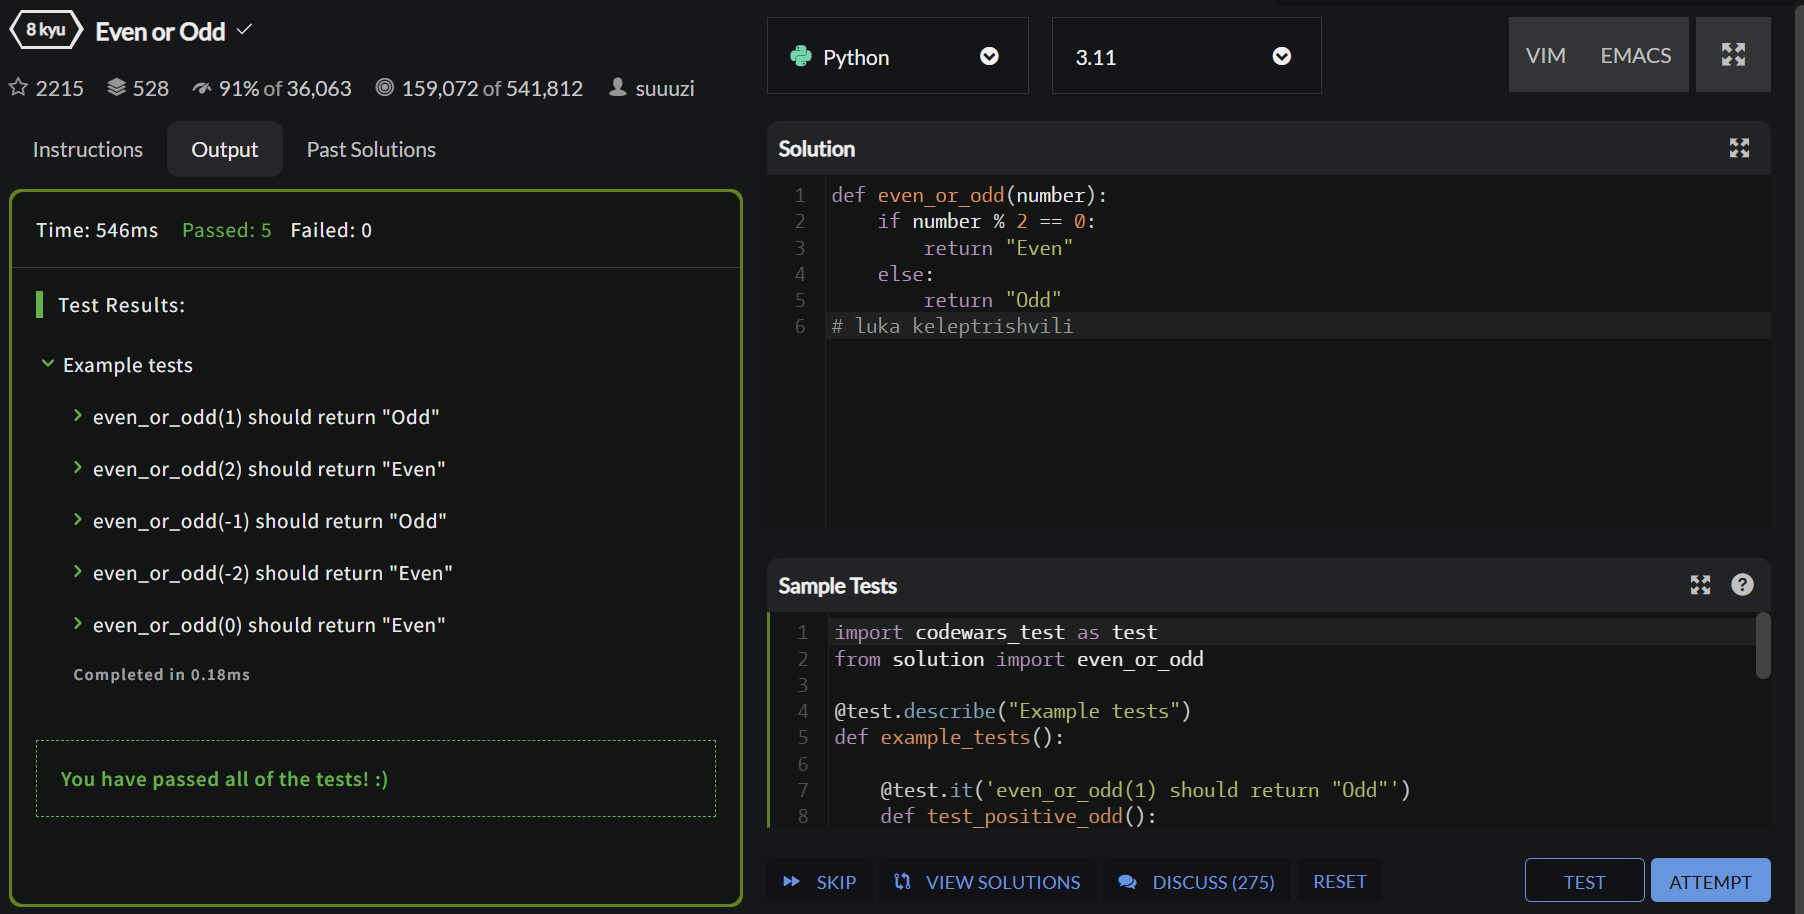 8 kyu Even or Odd
2215 528 91% of 36,063 159,072 of 541,812 suuuzi
Instructions Output Past Solutions
Time: 546ms Passed: 5 Failed: 0
Test Results:
Example tests
even_or_odd(1) should return "Odd"
even_or_odd(2) should return "Even"
even_or_odd(-1) should return "Odd"
even_or_odd(-2) should return "Even"
even_or_odd(0) should return "Even"
Completed in 0.18ms
You have passed all of the tests! :)
Python 3.11 VIM EMACS
Solution
1 def even_or_odd(number):
2     if number % 2 == 0:
3         return "Even"
4     else:
5         return "Odd"
6 # luka keleptrishvili
Sample Tests ?
1 import codewars_test as test
2 from solution import even_or_odd
3
4 @test.describe("Example tests")
5 def example_tests():
6
7     @test.it('even_or_odd(1) should return "Odd"')
8     def test_positive_odd():
SKIP VIEW SOLUTIONS DISCUSS (275) RESET TEST ATTEMPT